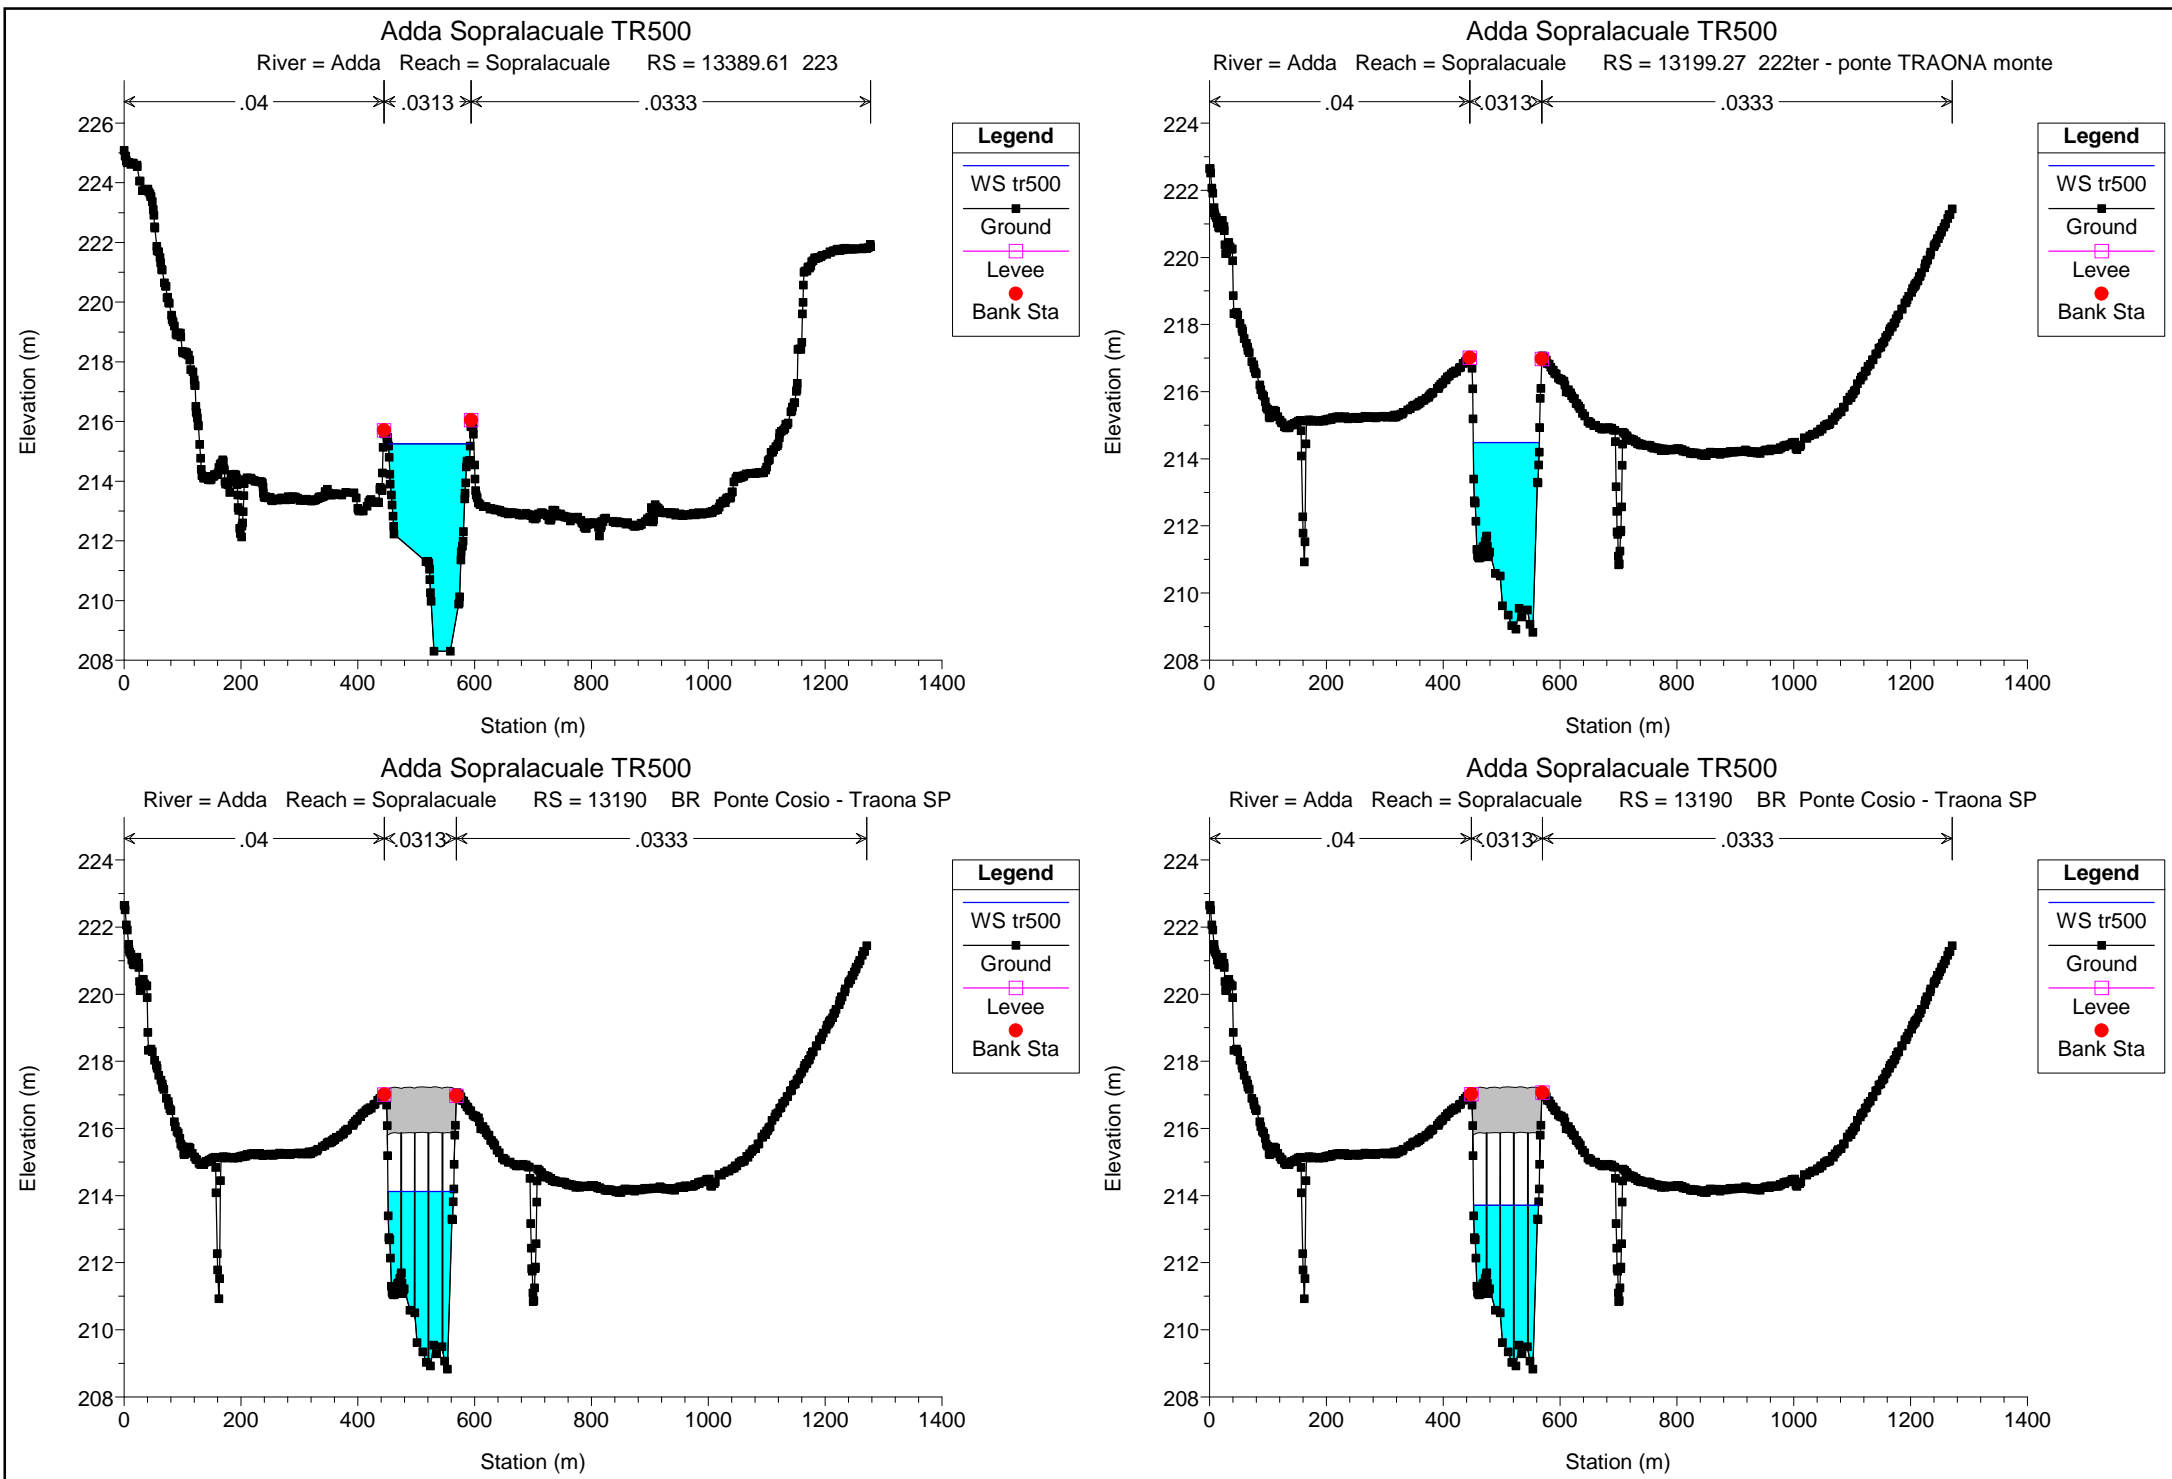 Adda Sopralacuale TR500
River = Adda Reach = Sopralacuale RS = 13389.61 223
.04 .0313 .0333
226
224
222
220
218
216
214
212
210
208
Elevation (m)
0 200 400 600 800 1000 1200 1400
Station (m)
Legend
WS tr500
Ground
Levee
Bank Sta
Adda Sopralacuale TR500
River = Adda Reach = Sopralacuale RS = 13199.27 222ter - ponte TRAONA monte
.04 .0313 .0333
224
222
220
218
216
214
212
210
208
Elevation (m)
0 200 400 600 800 1000 1200 1400
Station (m)
Legend
WS tr500
Ground
Levee
Bank Sta
Adda Sopralacuale TR500
River = Adda Reach = Sopralacuale RS = 13190 BR Ponte Cosio - Traona SP
.04 .0313 .0333
224
222
220
218
216
214
212
210
208
Elevation (m)
0 200 400 600 800 1000 1200 1400
Station (m)
Legend
WS tr500
Ground
Levee
Bank Sta
Adda Sopralacuale TR500
River = Adda Reach = Sopralacuale RS = 13190 BR Ponte Cosio - Traona SP
.04 .0313 .0333
224
222
220
218
216
214
212
210
208
Elevation (m)
0 200 400 600 800 1000 1200 1400
Station (m)
Legend
WS tr500
Ground
Levee
Bank Sta